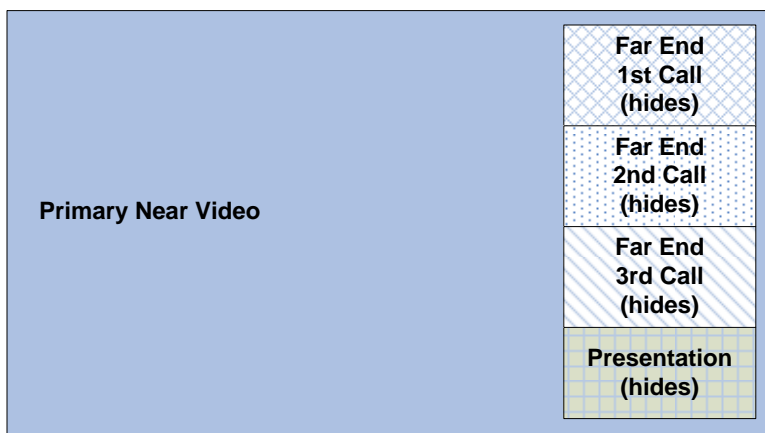 Far End
1st Call
(hides)
Far End
2nd Call
(hides)
Primary Near Video
Far End
3rd Call
(hides)
Presentation
(hides)